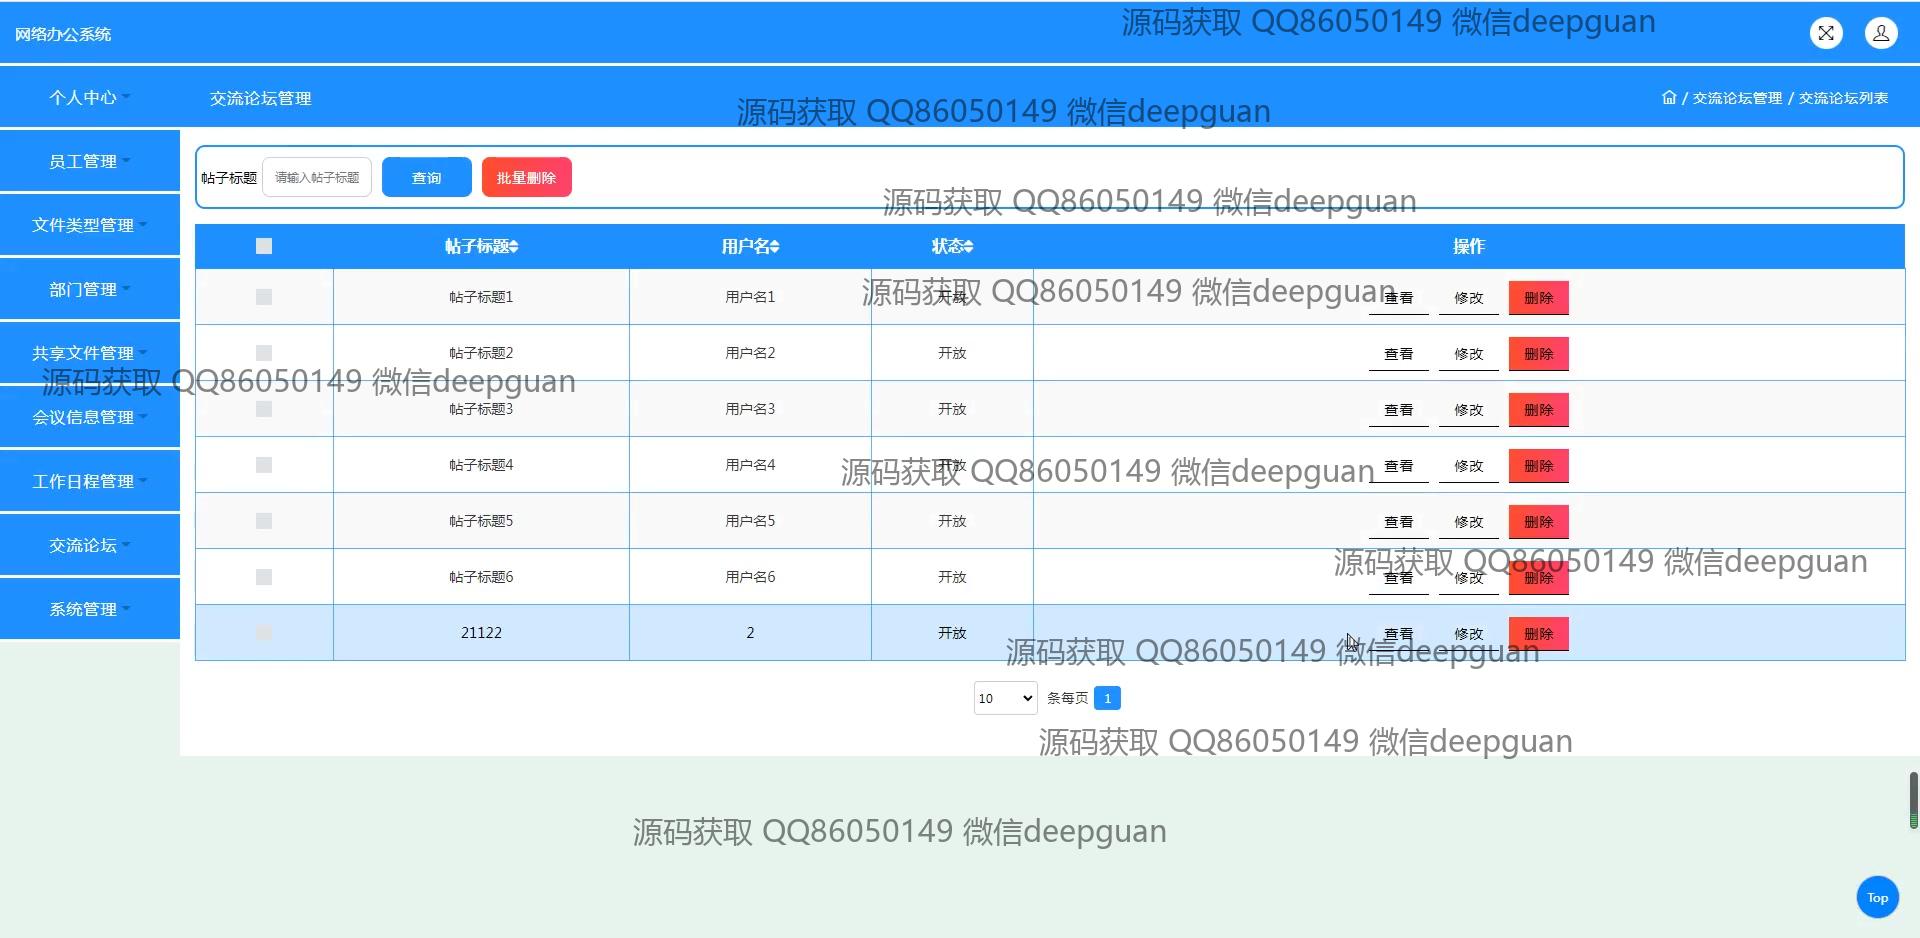 源码获取 QQ86050149 微信deepguan
网络办公系统
个人中心
交流论坛管理
源码获取 QQ86050149 微信deepguan
/ 交流论坛管理 / 交流论坛列表
员工管理
帖子标题 请输入帖子标题 查询 批量删除
源码获取 QQ86050149 微信deepguan
文件类型管理
帖子标题 用户名 状态 操作
部门管理
帖子标题1 用户名1 开放 查看 修改 删除
源码获取 QQ86050149 微信deepguan
共享文件管理
帖子标题2 用户名2 开放 查看 修改 删除
源码获取 QQ86050149 微信deepguan
会议信息管理
帖子标题3 用户名3 开放 查看 修改 删除
帖子标题4 用户名4 开放 查看 修改 删除
源码获取 QQ86050149 微信deepguan
工作日程管理
帖子标题5 用户名5 开放 查看 修改 删除
交流论坛
源码获取 QQ86050149 微信deepguan
帖子标题6 用户名6 开放 查看 修改 删除
系统管理
21122 2 开放 查看 修改 删除
源码获取 QQ86050149 微信deepguan
10 条每页 1
源码获取 QQ86050149 微信deepguan
源码获取 QQ86050149 微信deepguan
Top